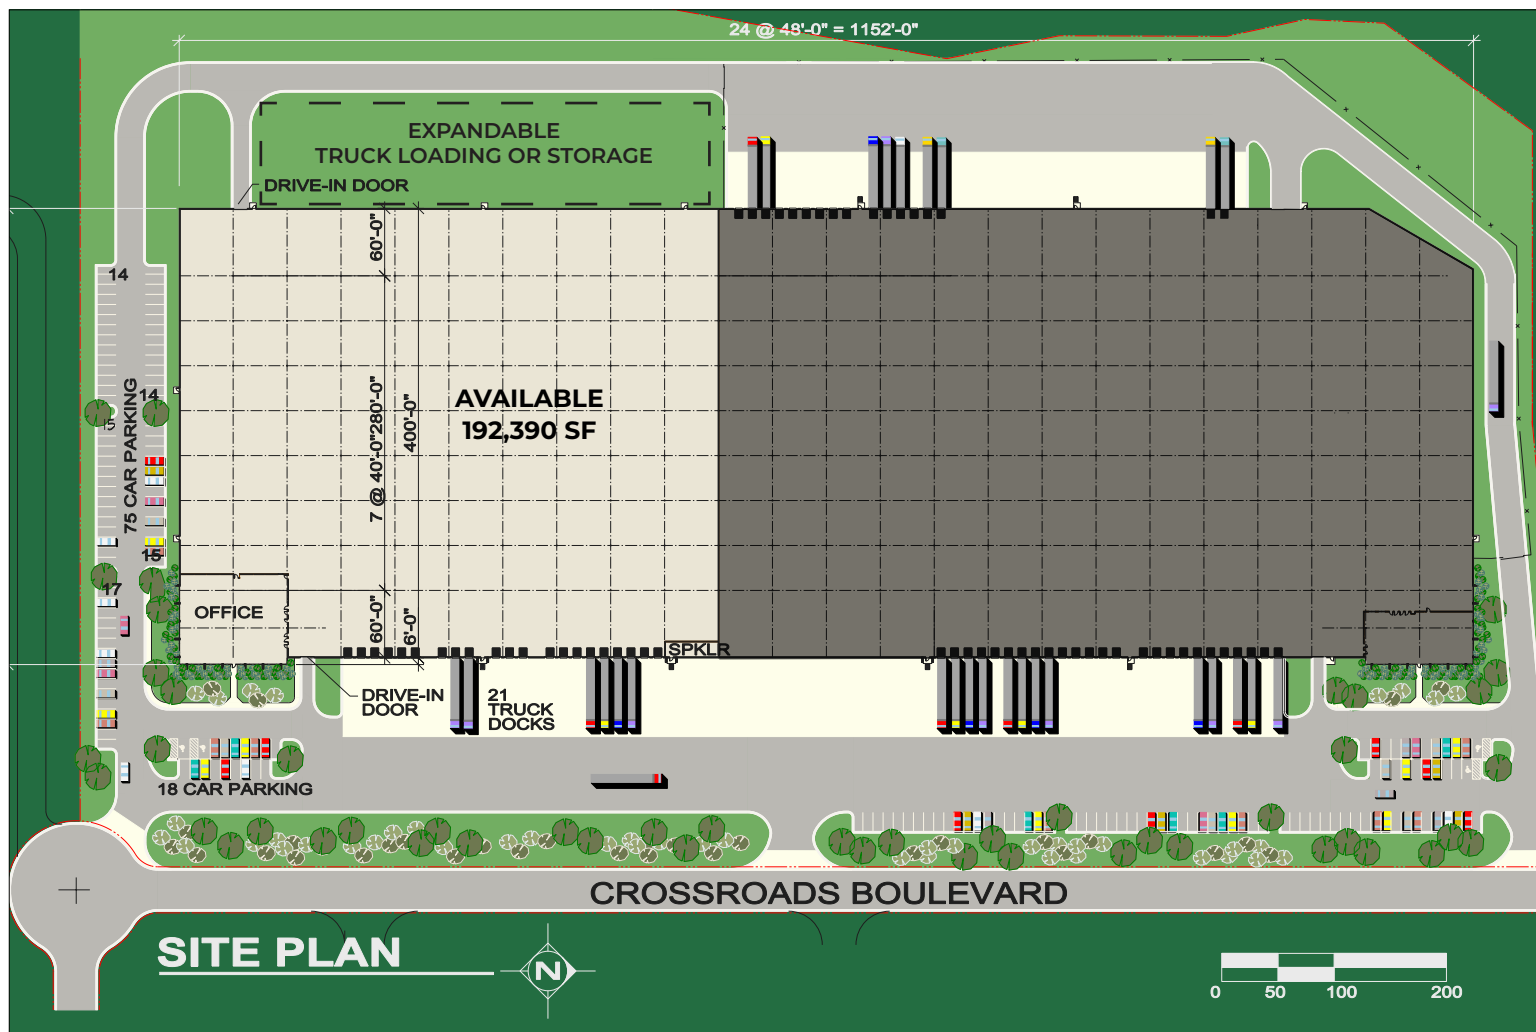 24 @ 48'-0" = 1152'-0"
EXPANDABLE
TRUCK LOADING OR STORAGE
DRIVE-IN DOOR
60'-0"
14
14
15
75 CAR PARKING
AVAILABLE
192,390 SF
7 @ 40'-0"280'-0"
400'-0"
15
17
OFFICE
60'-0"
6'-0"
SPKLR
DRIVE-IN
DOOR
21
TRUCK
DOCKS
18 CAR PARKING
CROSSROADS BOULEVARD
SITE PLAN
N
0 50 100 200